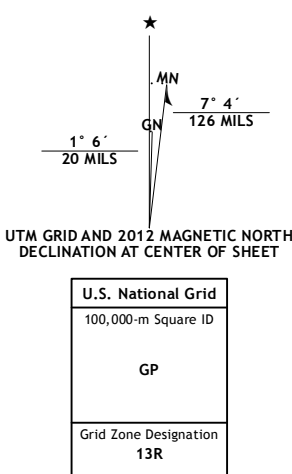 ★
MN
7° 4´
126 MILS
GN
1° 6´
20 MILS
UTM GRID AND 2012 MAGNETIC NORTH
DECLINATION AT CENTER OF SHEET
U.S. National Grid
100,000-m Square ID
GP
Grid Zone Designation
13R